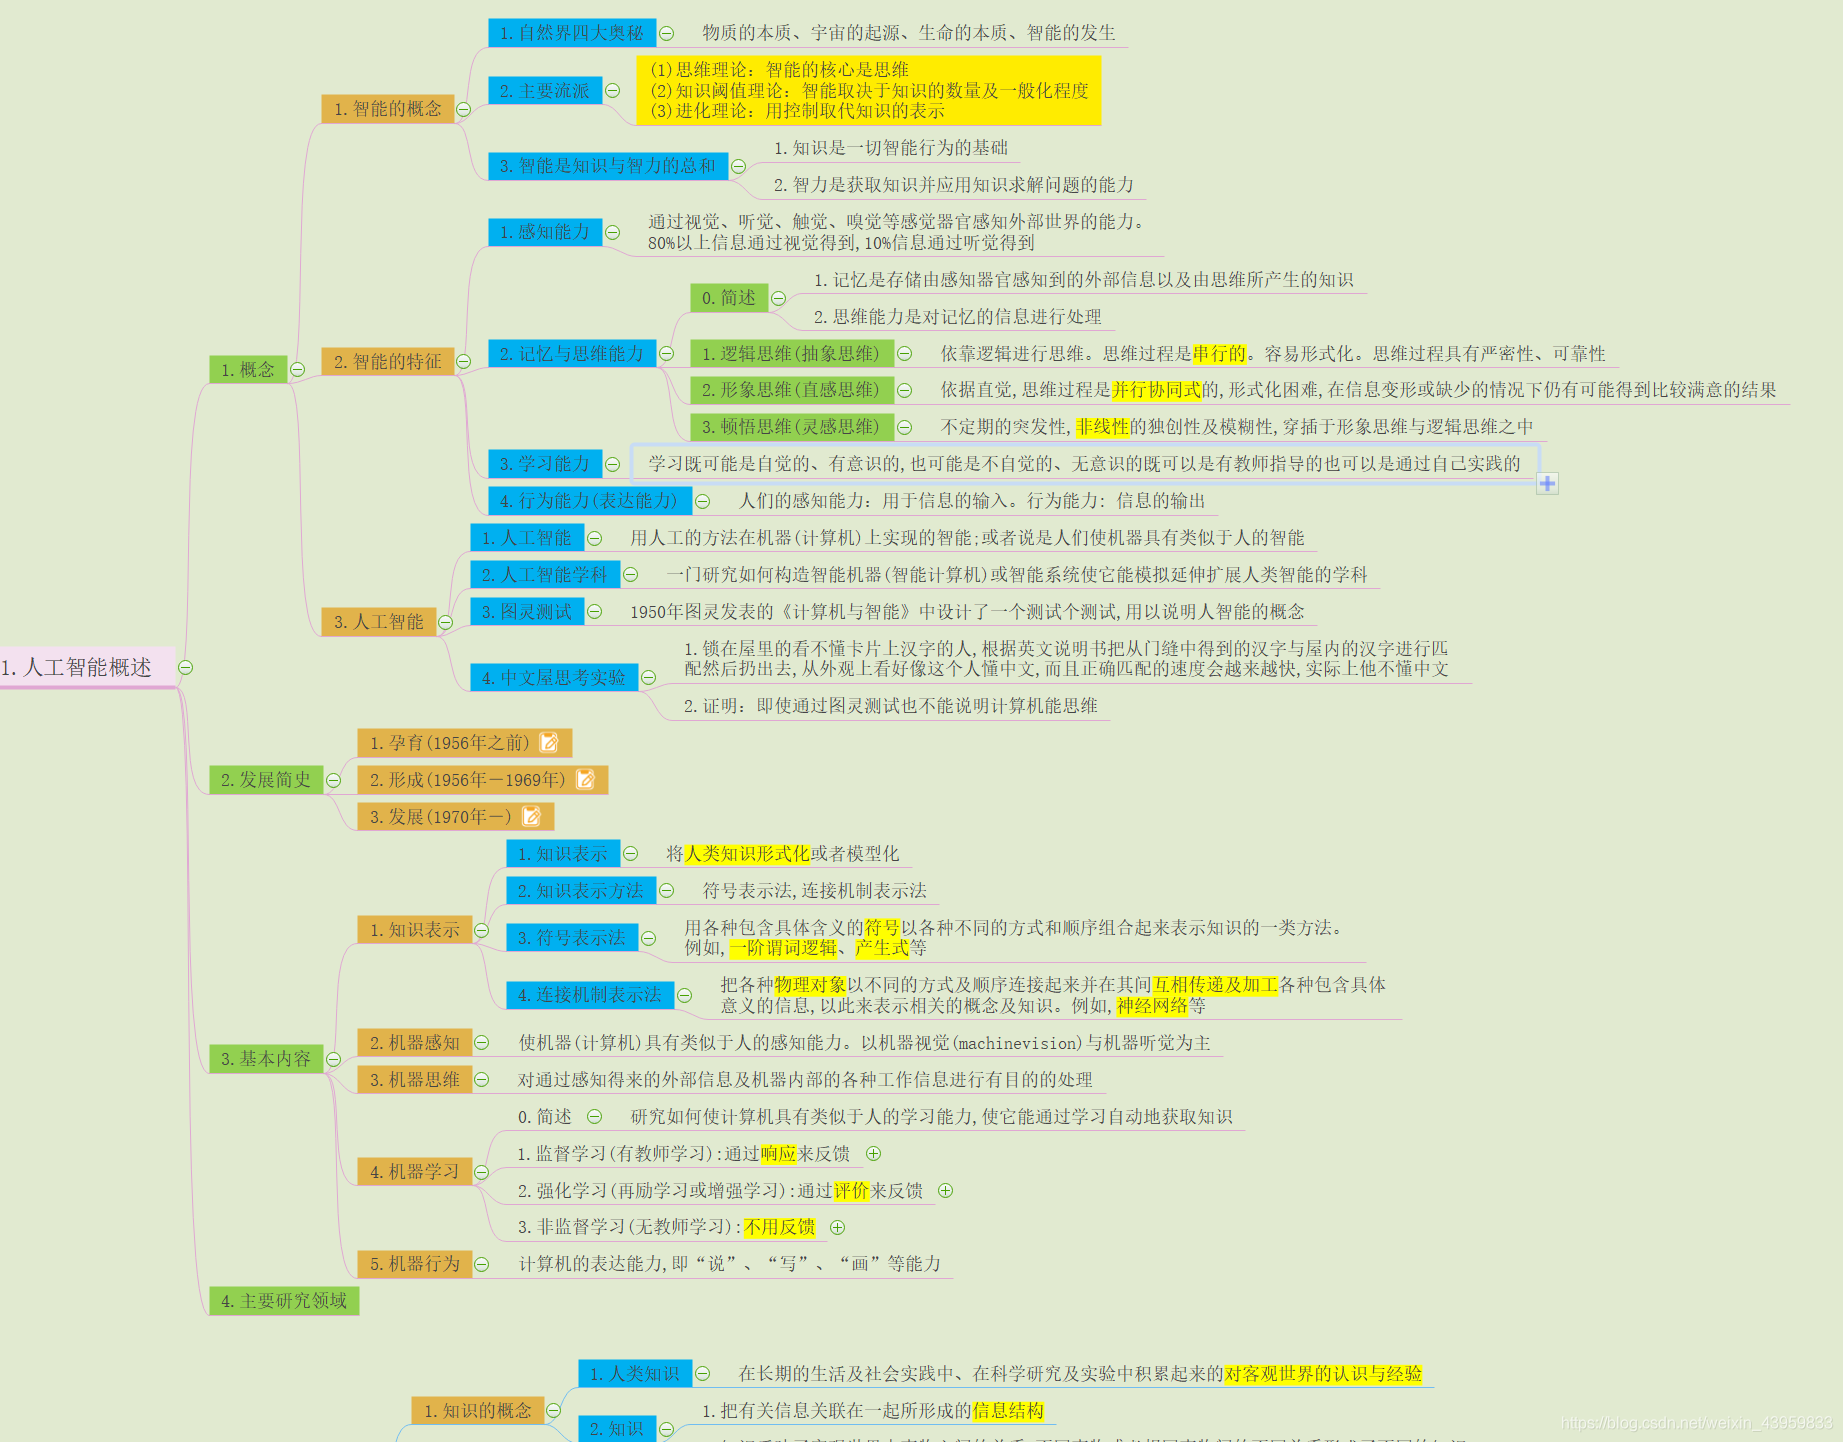 1.自然界四大奥秘
物质的本质、宇宙的起源、生命的本质、智能的发生
(1)思维理论：智能的核心是思维
2.主要流派
(2)知识阈值理论：智能取决于知识的数量及一般化程度
(3)进化理论：用控制取代知识的表示
1.智能的概念
1.知识是一切智能行为的基础
3.智能是知识与智力的总和
2.智力是获取知识并应用知识求解问题的能力
1.感知能力
通过视觉、听觉、触觉、嗅觉等感觉器官感知外部世界的能力。
80%以上信息通过视觉得到,10%信息通过听觉得到
0.简述
1.记忆是存储由感知器官感知到的外部信息以及由思维所产生的知识
2.思维能力是对记忆的信息进行处理
1.概念
2.智能的特征
2.记忆与思维能力
1.逻辑思维(抽象思维)
依靠逻辑进行思维。思维过程是串行的。容易形式化。思维过程具有严密性、可靠性
2.形象思维(直感思维)
依据直觉,思维过程是并行协同式的,形式化困难,在信息变形或缺少的情况下仍有可能得到比较满意的结果
3.顿悟思维(灵感思维)
不定期的突发性,非线性的独创性及模糊性,穿插于形象思维与逻辑思维之中
3.学习能力
学习既可能是自觉的、有意识的,也可能是不自觉的、无意识的既可以是有教师指导的也可以是通过自己实践的
4.行为能力(表达能力)
人们的感知能力：用于信息的输入。行为能力：信息的输出
1.人工智能
用人工的方法在机器(计算机)上实现的智能;或者说是人们使机器具有类似于人的智能
2.人工智能学科
一门研究如何构造智能机器(智能计算机)或智能系统使它能模拟延伸扩展人类智能的学科
3.人工智能
3.图灵测试
1950年图灵发表的《计算机与智能》中设计了一个测试个测试,用以说明人智能的概念
4.中文屋思考实验
1.锁在屋里的看不懂卡片上汉字的人,根据英文说明书把从门缝中得到的汉字与屋内的汉字进行匹
配然后扔出去,从外观上看好像这个人懂中文,而且正确匹配的速度会越来越快,实际上他不懂中文
2.证明：即使通过图灵测试也不能说明计算机能思维
1.人工智能概述
2.发展简史
1.孕育(1956年之前)
2.形成(1956年－1969年)
3.发展(1970年－)
1.知识表示
1.知识表示
将人类知识形式化或者模型化
2.知识表示方法
符号表示法,连接机制表示法
3.符号表示法
用各种包含具体含义的符号以各种不同的方式和顺序组合起来表示知识的一类方法。
例如,一阶谓词逻辑、产生式等
4.连接机制表示法
把各种物理对象以不同的方式及顺序连接起来并在其间互相传递及加工各种包含具体
意义的信息,以此来表示相关的概念及知识。例如,神经网络等
3.基本内容
2.机器感知
使机器(计算机)具有类似于人的感知能力。以机器视觉(machinevision)与机器听觉为主
3.机器思维
对通过感知得来的外部信息及机器内部的各种工作信息进行有目的的处理
4.机器学习
0.简述
研究如何使计算机具有类似于人的学习能力,使它能通过学习自动地获取知识
1.监督学习(有教师学习):通过响应来反馈
2.强化学习(再励学习或增强学习):通过评价来反馈
3.非监督学习(无教师学习):不用反馈
5.机器行为
计算机的表达能力,即“说”、“写”、“画”等能力
4.主要研究领域
1.知识的概念
1.人类知识
在长期的生活及社会实践中、在科学研究及实验中积累起来的对客观世界的认识与经验
2.知识
1.把有关信息关联在一起所形成的信息结构
https://blog.csdn.net/weixin_43959833